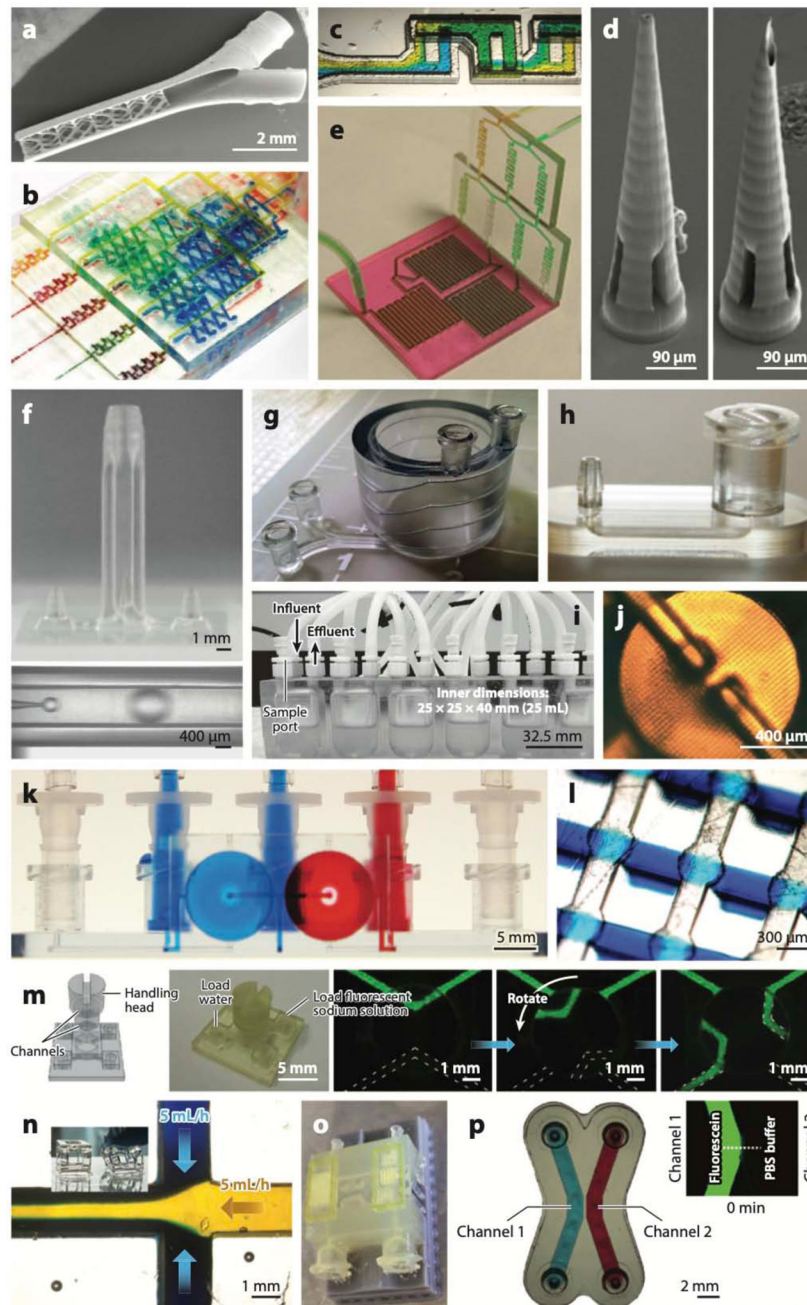 a
2 mm
b
c
d
90 µm
90 µm
e
f
1 mm
400 µm
g
h
i
Influent
Effluent
Sample
port
Inner dimensions:
25 × 25 × 40 mm (25 mL)
32.5 mm
j
400 µm
k
5 mm
l
300 µm
m
Handling
head
Channels
Load
water
Load fluorescent
sodium solution
5 mm
1 mm
Rotate
1 mm
1 mm
n
5 mL/h
5 mL/h
1 mm
o
p
Channel 1
Channel 2
2 mm
Channel 1
Fluorescein
PBS buffer
0 min